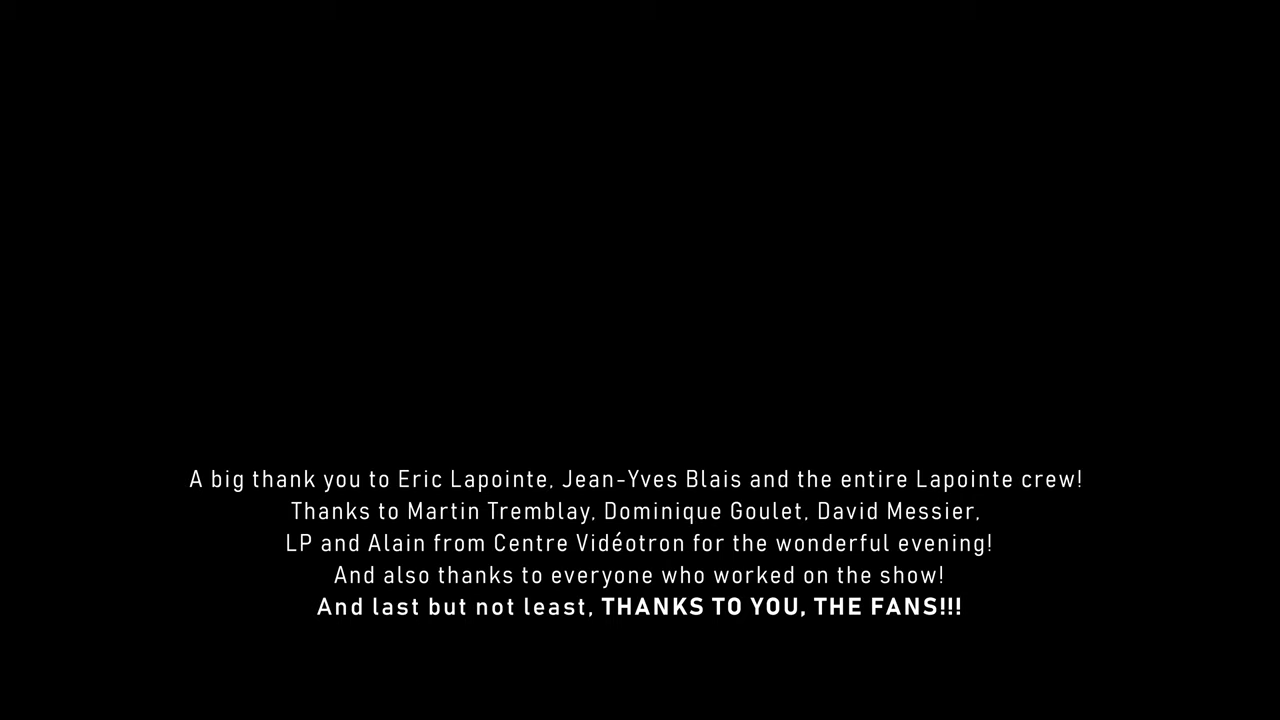 A big thank you to Eric Lapointe, Jean-Yves Blais and the entire Lapointe crew!
Thanks to Martin Tremblay, Dominique Goulet, David Messier,
LP and Alain from Centre Vidéotron for the wonderful evening!
And also thanks to everyone who worked on the show!
And last but not least, THANKS TO YOU, THE FANS!!!